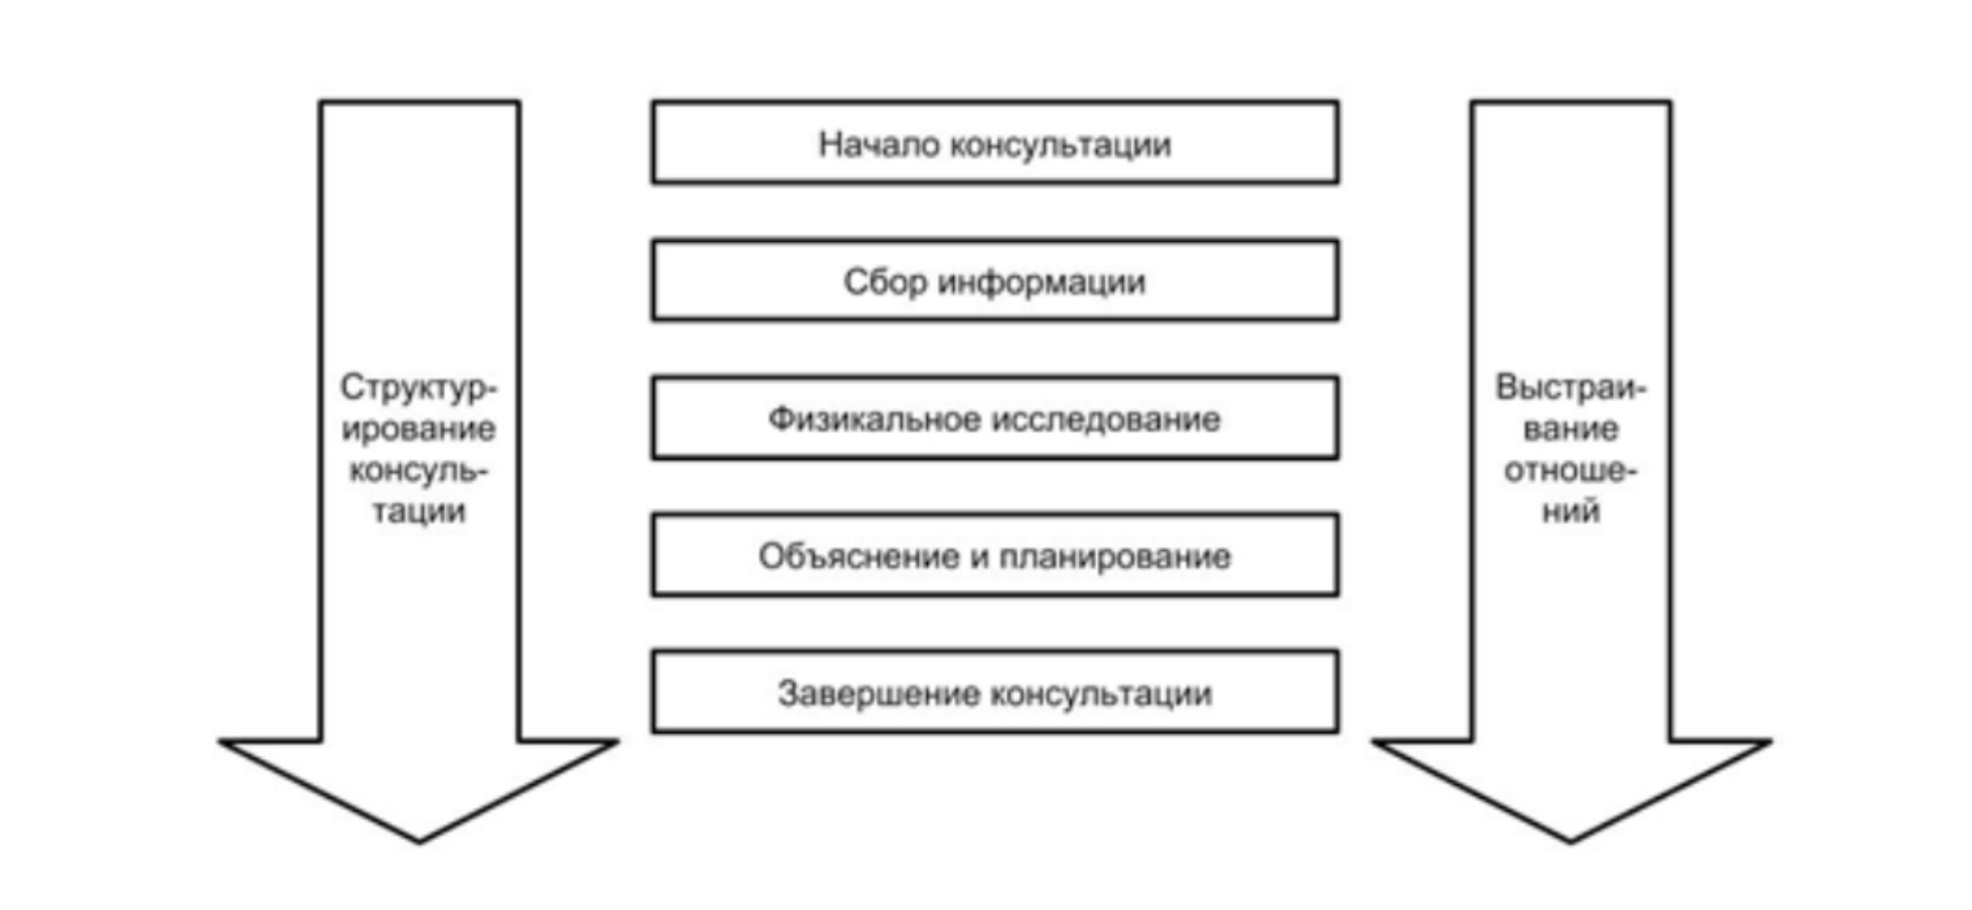 Начало консультации
Сбор информации
Структур-
ирование
консуль-
тации
Физикальное исследование
Выстраи-
вание
отноше-
ний
Объяснение и планирование
Завершение консультации